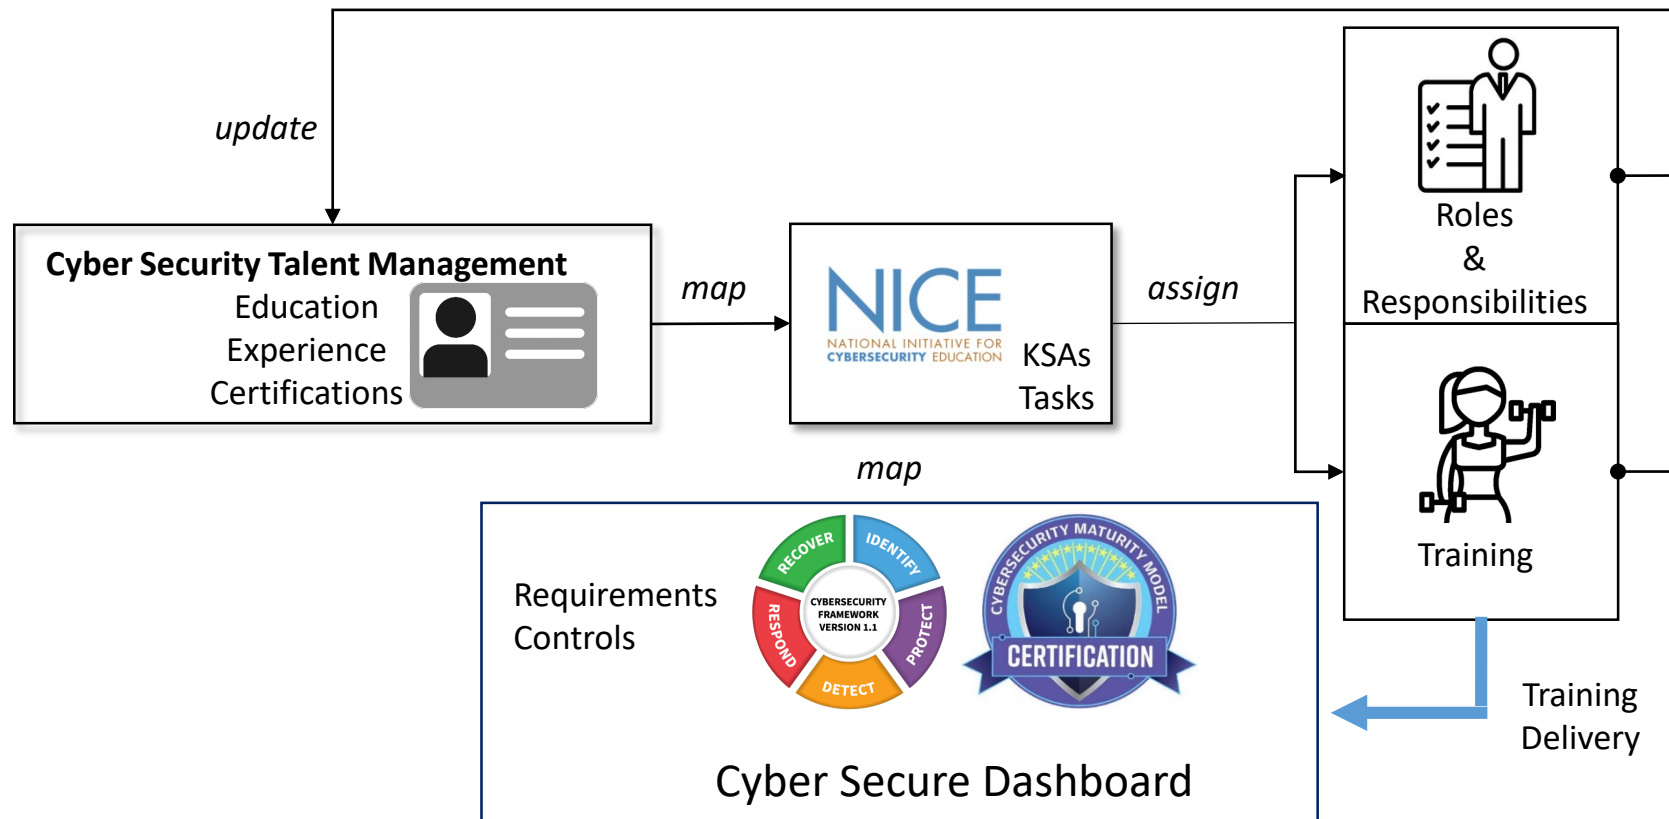 update
Cyber Security Talent Management
Education
Experience
Certifications
map
NICE
NATIONAL INITIATIVE FOR
CYBERSECURITY EDUCATION
KSAs
Tasks
assign
Roles
&
Responsibilities
Training
map
Requirements
Controls
RECOVER
IDENTIFY
PROTECT
DETECT
RESPOND
CYBERSECURITY
FRAMEWORK
VERSION 1.1
CYBERSECURITY MATURITY MODEL
CERTIFICATION
Training
Delivery
Cyber Secure Dashboard